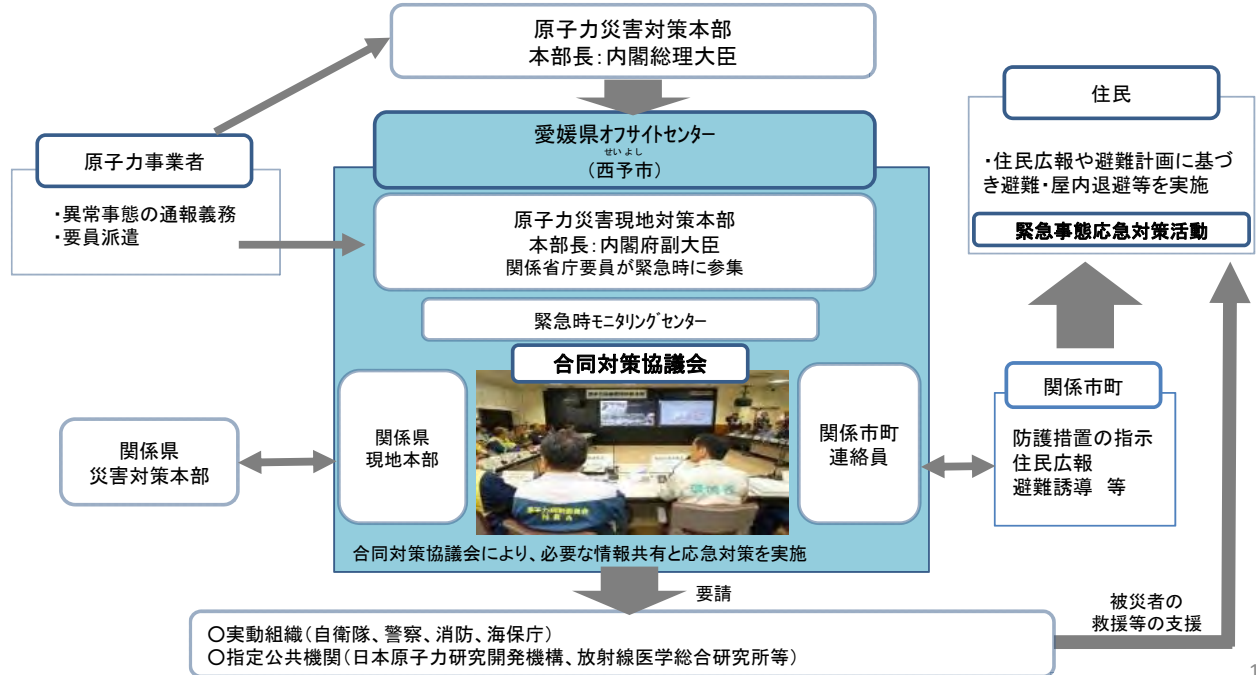 原子力災害対策本部
本部長：内閣総理大臣
愛媛県オフサイトセンター
せいよし
(西予市)
原子力事業者
・異常事態の通報義務
・要員派遣
原子力災害現地対策本部
本部長：内閣府副大臣
関係省庁要員が緊急時に参集
緊急時モニタリングセンター
合同対策協議会
関係県
現地本部
関係市町
連絡員
合同対策協議会により、必要な情報共有と応急対策を実施
関係県
災害対策本部
住民
・住民広報や避難計画に基づ
き避難・屋内退避等を実施
緊急事態応急対策活動
関係市町
防護措置の指示
住民広報
避難誘導 等
要請
被災者の
救援等の支援
○実動組織(自衛隊、警察、消防、海保庁)
○指定公共機関(日本原子力研究開発機構、放射線医学総合研究所等)
1